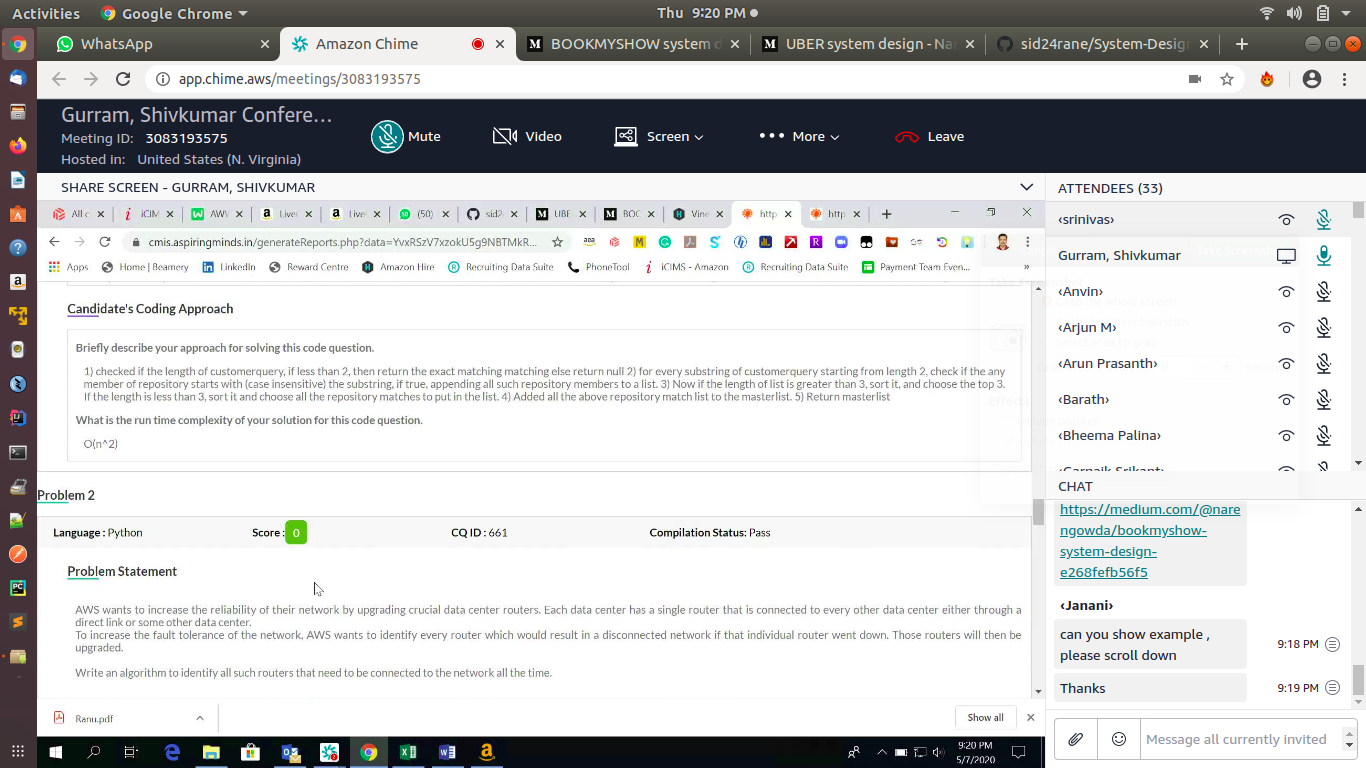 Activities
Google Chrome
Thu 9:20 PM
WhatsApp
Amazon Chime
BOOKMYSHOW system d
UBER system design - Na
sid24rane/System-Desig
app.chime.aws/meetings/3083193575
Gurram, Shivkumar Confere...
Meeting ID: 3083193575
Hosted in: United States (N. Virginia)
Mute
Video
Screen
More
Leave
SHARE SCREEN - GURRAM, SHIVKUMAR
All c
iCIM
AWV
Live
Live
(50)
sid2
UBE
BOC
Vine
http
http
cmis.aspiringminds.in/generateReports.php?data=YvxRSzV7xzokU5g9NBTMkR...
Apps
Home | Beamery
LinkedIn
Reward Centre
Amazon Hire
Recruiting Data Suite
PhoneTool
iCIMS - Amazon
Recruiting Data Suite
Payment Team Even...
Candidate's Coding Approach
Briefly describe your approach for solving this code question.
1) checked if the length of customerquery, if less than 2, then return the exact matching matching else return null 2) for every substring of customerquery starting from length 2, check if the any
member of repository starts with (case insensitive) the substring, if true, appending all such repository members to a list. 3) Now if the length of list is greater than 3, sort it, and choose the top 3.
If the length is less than 3, sort it and choose all the repository matches to put in the list. 4) Added all the above repository match list to the masterlist. 5) Return masterlist
What is the run time complexity of your solution for this code question.
O(n^2)
Problem 2
Language : Python
Score : 0
CQ ID : 661
Compilation Status: Pass
Problem Statement
AWS wants to increase the reliability of their network by upgrading crucial data center routers. Each data center has a single router that is connected to every other data center either through a
direct link or some other data center.
To increase the fault tolerance of the network, AWS wants to identify every router which would result in a disconnected network if that individual router went down. Those routers will then be
upgraded.
Write an algorithm to identify all such routers that need to be connected to the network all the time.
Ranu.pdf
Show all
9:20 PM
5/7/2020
ATTENDEES (33)
‹srinivas›
Gurram, Shivkumar
‹Anvin›
‹Arjun M›
‹Arun Prasanth›
‹Barath›
‹Bheema Palina›
‹Garnaik Srikant›
CHAT
https://medium.com/@nare
ngowda/bookmyshow-
system-design-
e268fefb56f5
‹Janani›
can you show example ,
please scroll down
9:18 PM
Thanks
9:19 PM
Message all currently invited